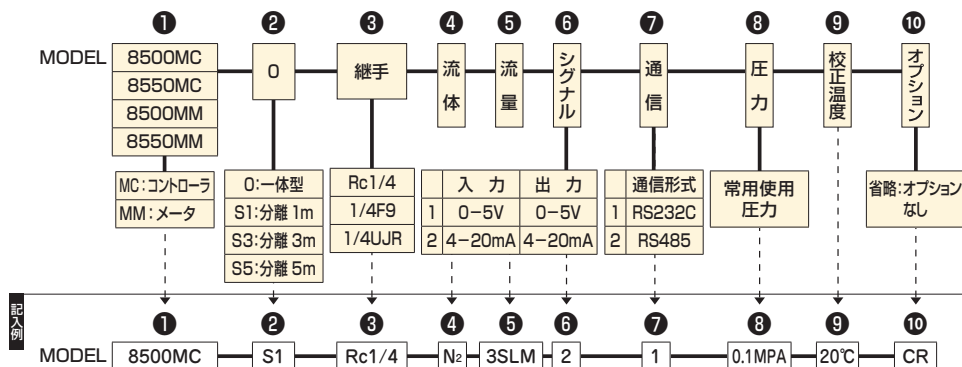 ❶ ❷ ❸ ❹ ❺ ❻ ❼ ❽ ❾ ❿
MODEL 8500MC 0 継手 流体 流量 シグナル 通信 圧力 校正温度 オプション
8550MC
8500MM
8550MM
MC:コントローラ 0:一体型 Rc1/4 入力 出力 通信形式 常用使用圧力 省略:オプションなし
MM:メータ S1:分離 1m 1/4F9 1 0-5V 0-5V 1 RS232C
S3:分離 3m 1/4UJR 2 4-20mA 4-20mA 2 RS485
S5:分離 5m
記入例
❶ ❷ ❸ ❹ ❺ ❻ ❼ ❽ ❾ ❿
MODEL 8500MC S1 Rc1/4 N2 3SLM 2 1 0.1MPA 20℃ CR